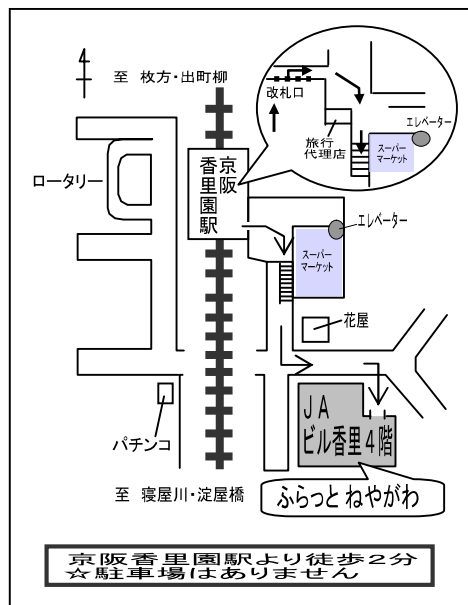 4
至 枚方・出町柳
改札口
旅行
代理店
エレベーター
スーパー
マーケット
ロータリー
京阪
香里園駅
エレベーター
スーパー
マーケット
花屋
パチンコ
JA
ビル香里4階
至 寝屋川・淀屋橋
ふらっと ねやがわ
京阪香里園駅より徒歩2分
☆駐車場はありません